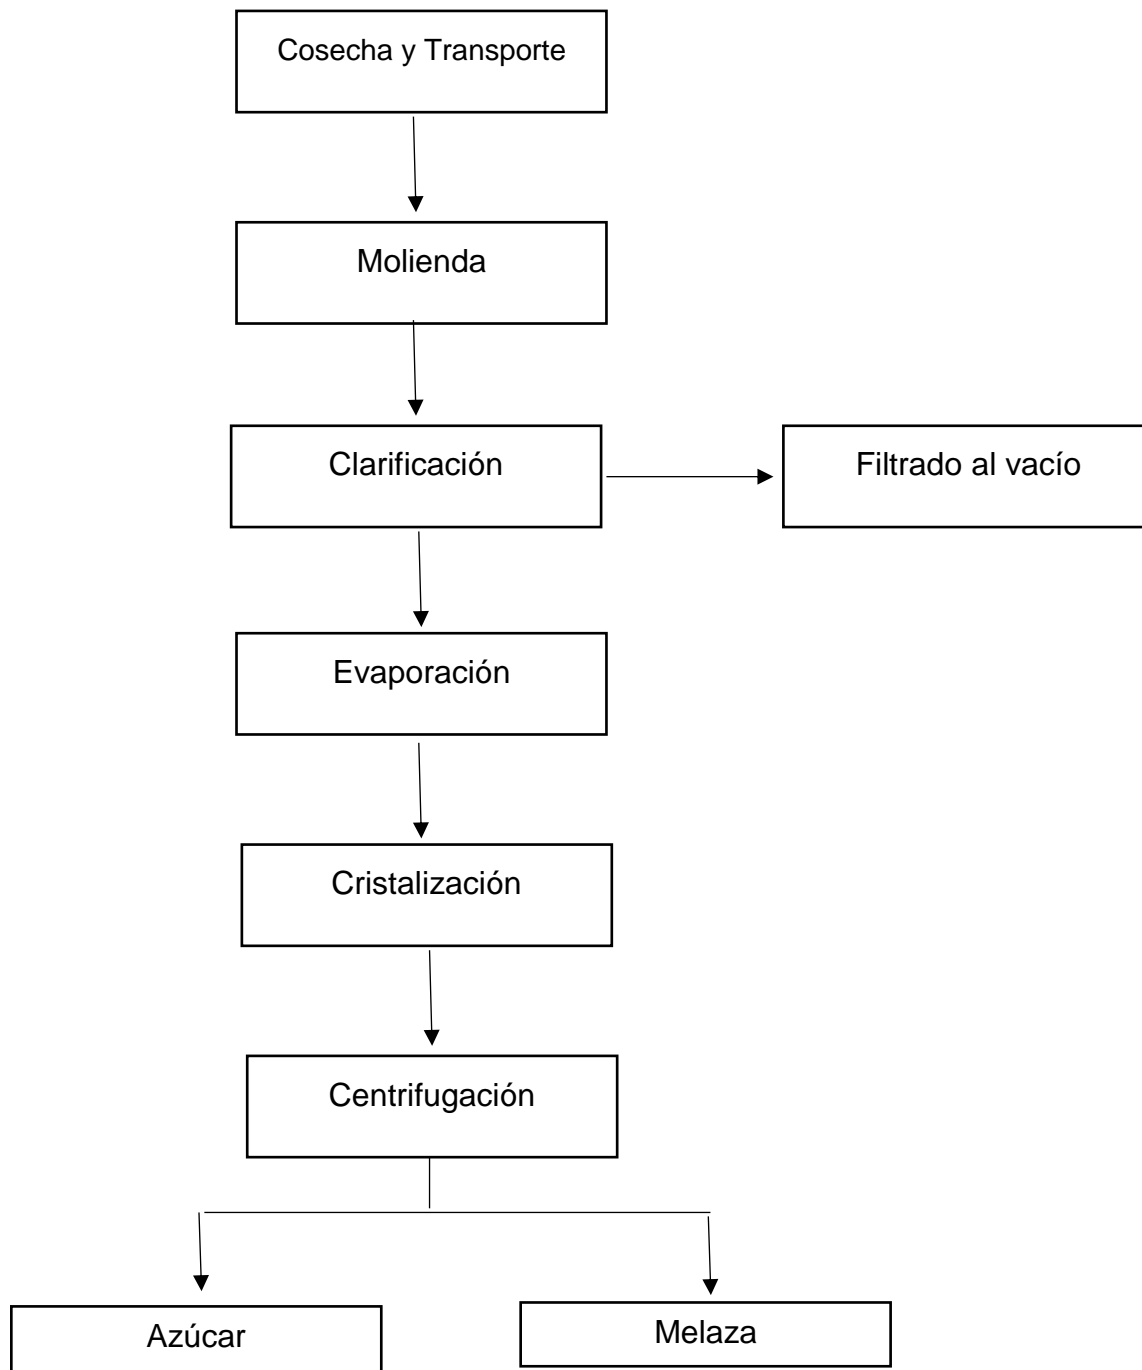 Cosecha y Transporte
Molienda
Clarificación
Filtrado al vacío
Evaporación
Cristalización
Centrifugación
Azúcar
Melaza